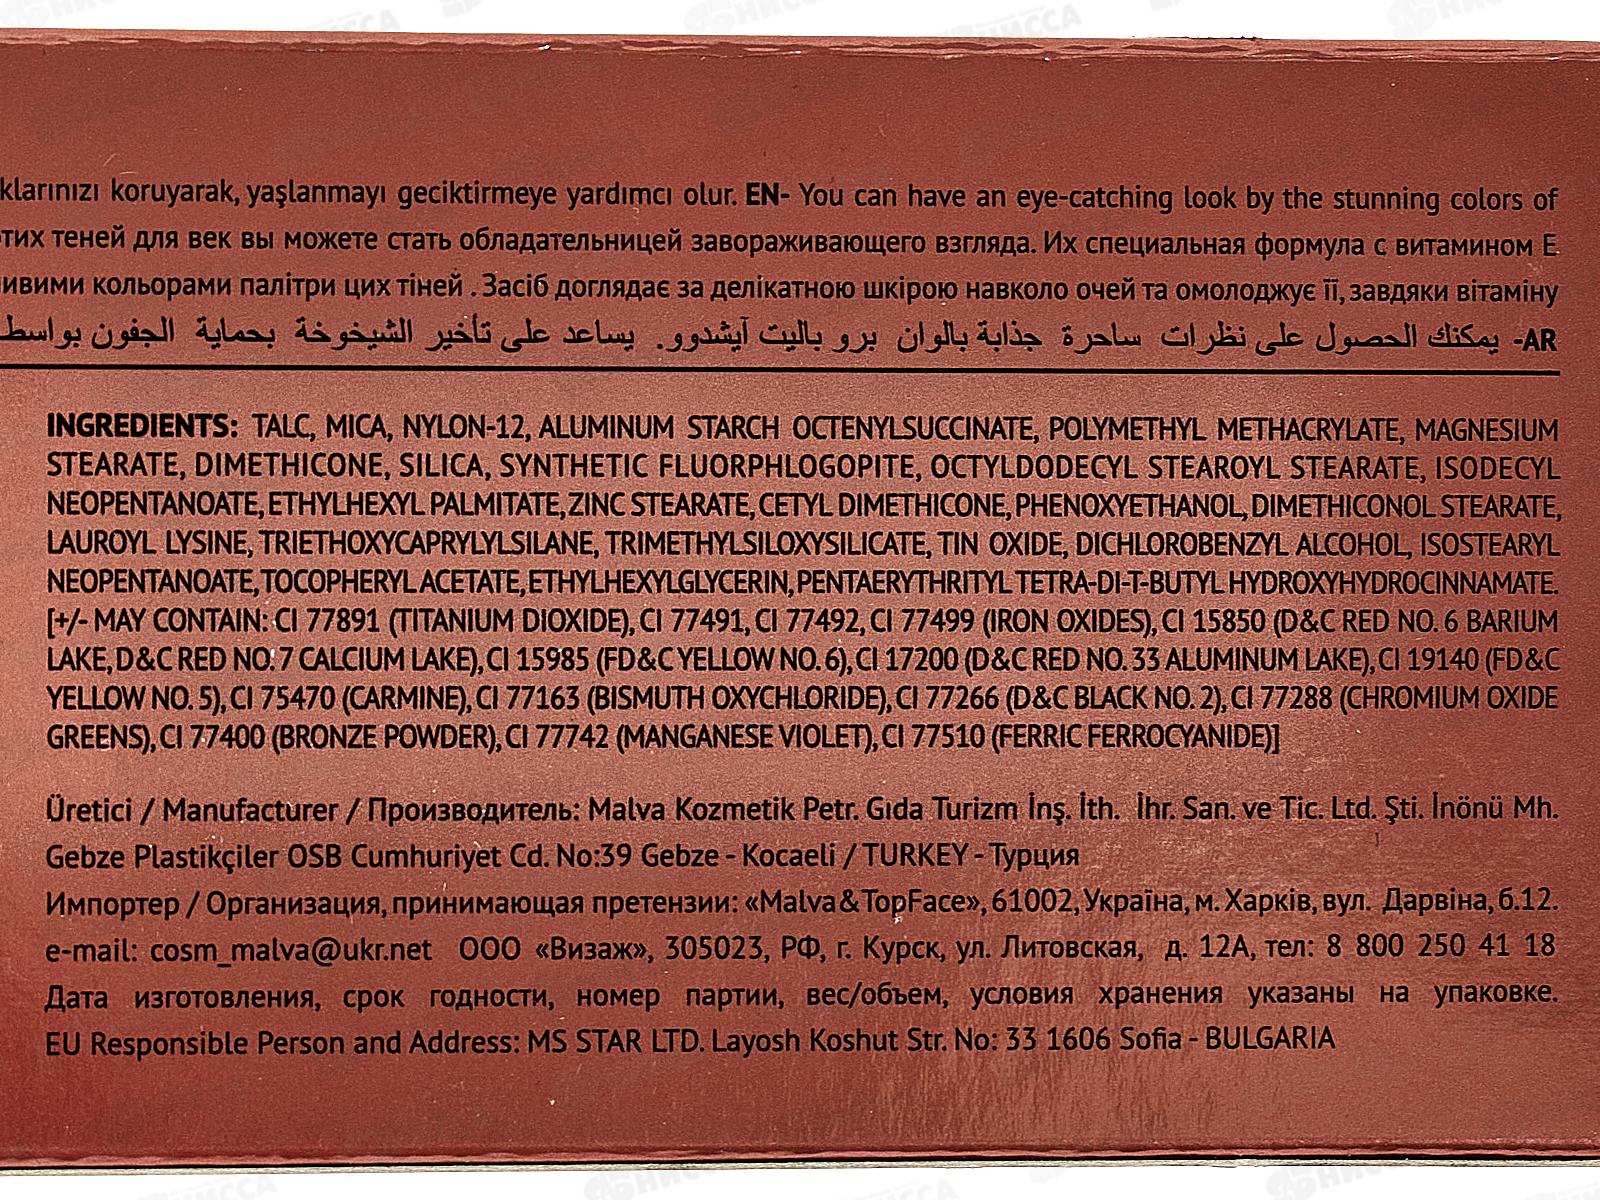 koruyarak, yaşlanmayı geciktirmeye yardımcı olur. EN- You can have an eye-catching look by the stunning colors of
теней для век вы можете стать обладательницей завораживающего взгляда. Их специальная формула с витамином Е
кольорами палітри цих тіней . Засіб доглядає за делікатною шкірою навколо очей та омолоджує її, завдяки вітаміну
AR- يمكنك الحصول على نظرات ساحرة جذابة بالوان برو باليت آيشدوو. يساعد على تأخير الشيخوخة بحماية الجفون
INGREDIENTS: TALC, MICA, NYLON-12, ALUMINUM STARCH OCTENYLSUCCINATE, POLYMETHYL METHACRYLATE, MAGNESIUM
STEARATE, DIMETHICONE, SILICA, SYNTHETIC FLUORPHLOGOPITE, OCTYLDODECYL STEAROYL STEARATE, ISODECYL
NEOPENTANOATE, ETHYLHEXYL PALMITATE, ZINC STEARATE, CETYL DIMETHICONE, PHENOXYETHANOL, DIMETHICONOL STEARATE,
LAUROYL LYSINE, TRIETHOXYCAPRYLYLSILANE, TRIMETHYLSILOXYSILICATE, TIN OXIDE, DICHLOROBENZYL ALCOHOL, ISOSTEARYL
NEOPENTANOATE, TOCOPHERYL ACETATE, ETHYLHEXYLGLYCERIN, PENTAERYTHRITYL TETRA-DI-T-BUTYL HYDROXYHYDROCINNAMATE.
[+/- MAY CONTAIN: CI 77891 (TITANIUM DIOXIDE), CI 77491, CI 77492, CI 77499 (IRON OXIDES), CI 15850 (D&C RED NO. 6 BARIUM
LAKE, D&C RED NO. 7 CALCIUM LAKE), CI 15985 (FD&C YELLOW NO. 6), CI 17200 (D&C RED NO. 33 ALUMINUM LAKE), CI 19140 (FD&C
YELLOW NO. 5), CI 75470 (CARMINE), CI 77163 (BISMUTH OXYCHLORIDE), CI 77266 (D&C BLACK NO. 2), CI 77288 (CHROMIUM OXIDE
GREENS), CI 77400 (BRONZE POWDER), CI 77742 (MANGANESE VIOLET), CI 77510 (FERRIC FERROCYANIDE)]
Üretici / Manufacturer / Производитель: Malva Kozmetik Petr. Gıda Turizm İnş. İth. İhr. San. ve Tic. Ltd. Şti. İnönü Mh.
Gebze Plastikçiler OSB Cumhuriyet Cd. No:39 Gebze - Kocaeli / TURKEY - Турция
Импортер / Организация, принимающая претензии: «Malva&TopFace», 61002, Україна, м. Харків, вул. Дарвіна, б.12.
e-mail: cosm_malva@ukr.net ООО «Визаж», 305023, РФ, г. Курск, ул. Литовская, д. 12А, тел: 8 800 250 41 18
Дата изготовления, срок годности, номер партии, вес/объем, условия хранения указаны на упаковке.
EU Responsible Person and Address: MS STAR LTD. Layosh Koshut Str. No: 33 1606 Sofia - BULGARIA